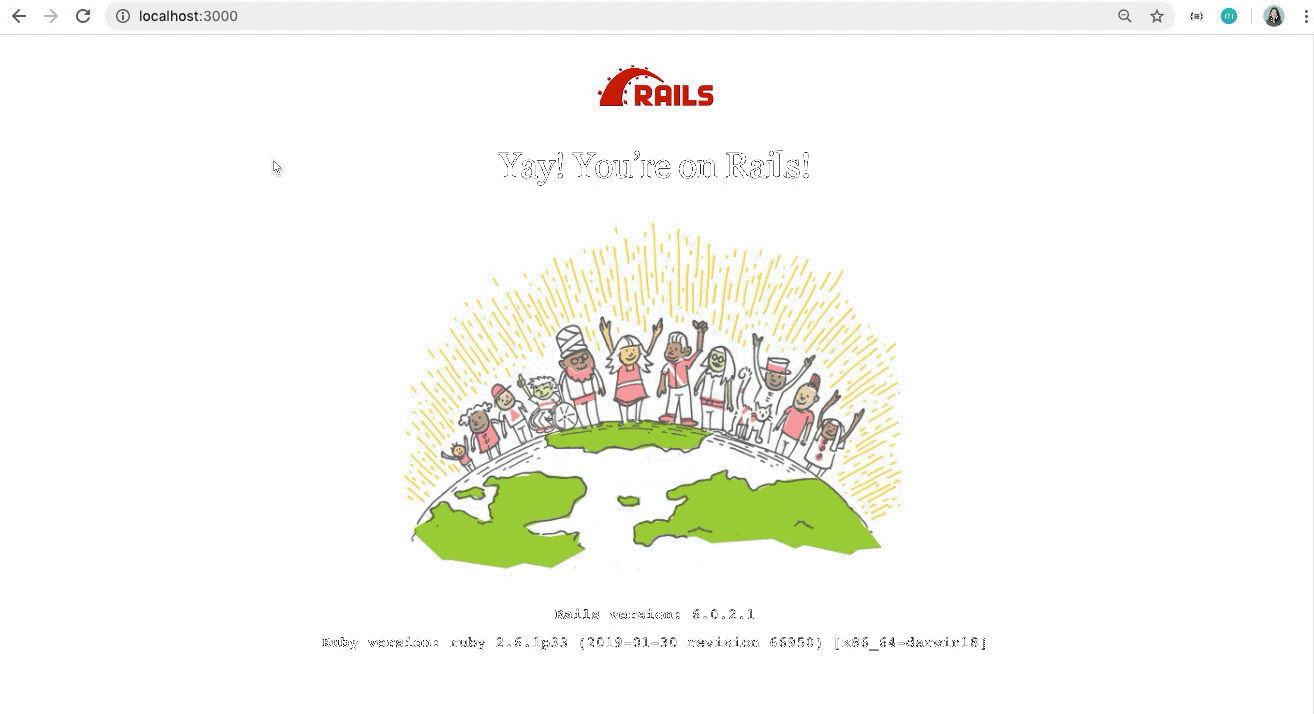 localhost:3000
RAILS
Yay! You’re on Rails!
Rails version: 6.0.2.1
Ruby version: ruby 2.6.1p33 (2019-01-30 revision 66950) [x86_64-darwin18]